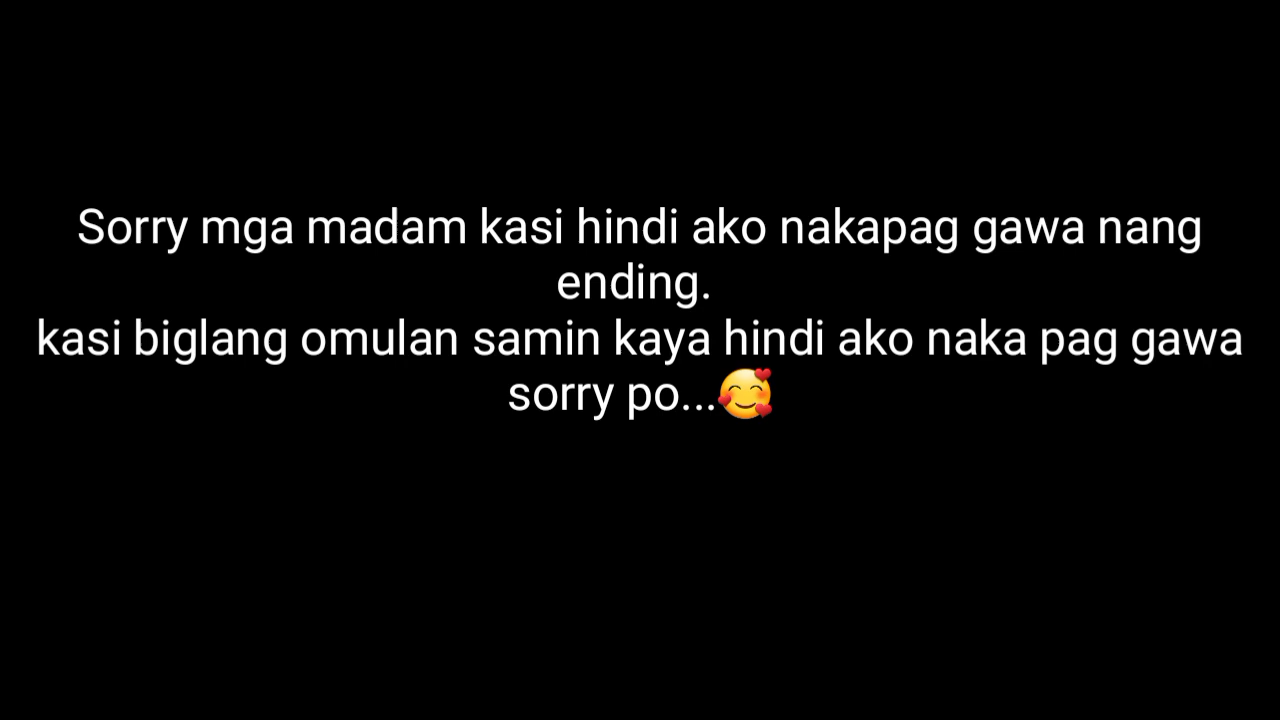 Sorry mga madam kasi hindi ako nakapag gawa nang
ending.
kasi biglang omulan samin kaya hindi ako naka pag gawa
sorry po...🥰